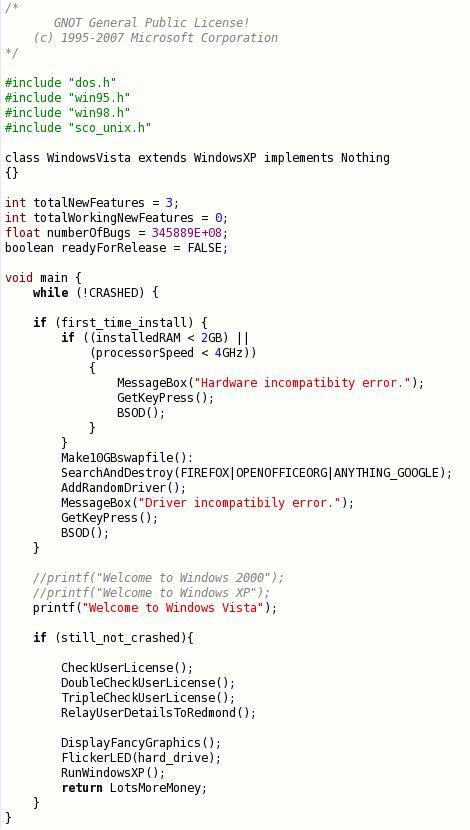 /*
GNOT General Public License!
(c) 1995-2007 Microsoft Corporation
*/
#include "dos.h"
#include "win95.h"
#include "win98.h"
#include "sco_unix.h"
class WindowsVista extends WindowsXP implements Nothing
{}
int totalNewFeatures = 3;
int totalWorkingNewFeatures = 0;
float numberOfBugs = 345889E+08;
boolean readyForRelease = FALSE;
void main {
while (!CRASHED) {
if (first_time_install) {
if ((installedRAM < 2GB) ||
(processorSpeed < 4GHz))
{
MessageBox("Hardware incompatibity error.");
GetKeyPress();
BSOD();
}
}
Make10GBswapfile():
SearchAndDestroy(FIREFOX|OPENOFFICEORG|ANYTHING_GOOGLE);
AddRandomDriver();
MessageBox("Driver incompatibily error.");
GetKeyPress();
BSOD();
}
//printf("Welcome to Windows 2000");
//printf("Welcome to Windows XP");
printf("Welcome to Windows Vista");
if (still_not_crashed){
CheckUserLicense();
DoubleCheckUserLicense();
TripleCheckUserLicense();
RelayUserDetailsToRedmond();
DisplayFancyGraphics();
FlickerLED(hard_drive);
RunWindowsXP();
return LotsMoreMoney;
}
}